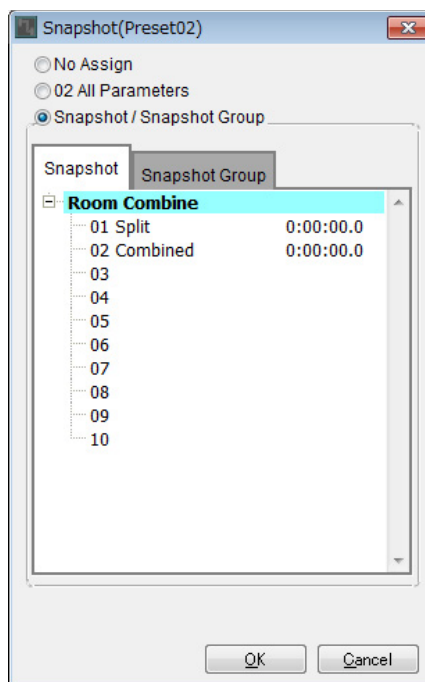 Snapshot(Preset02)
No Assign
02 All Parameters
Snapshot / Snapshot Group
Snapshot Snapshot Group
Room Combine
01 Split 0:00:00.0
02 Combined 0:00:00.0
03
04
05
06
07
08
09
10
OK Cancel